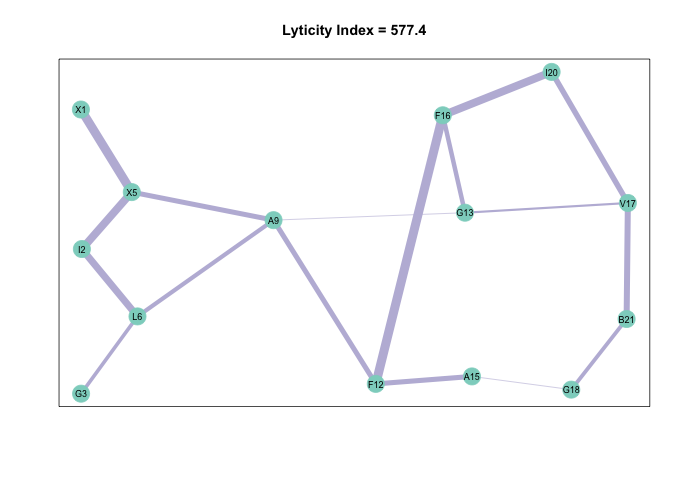 Lyticity Index = 577.4
I20
X1
F16
X5
V17
G13
A9
I2
L6
B21
A15
F12
G18
G3